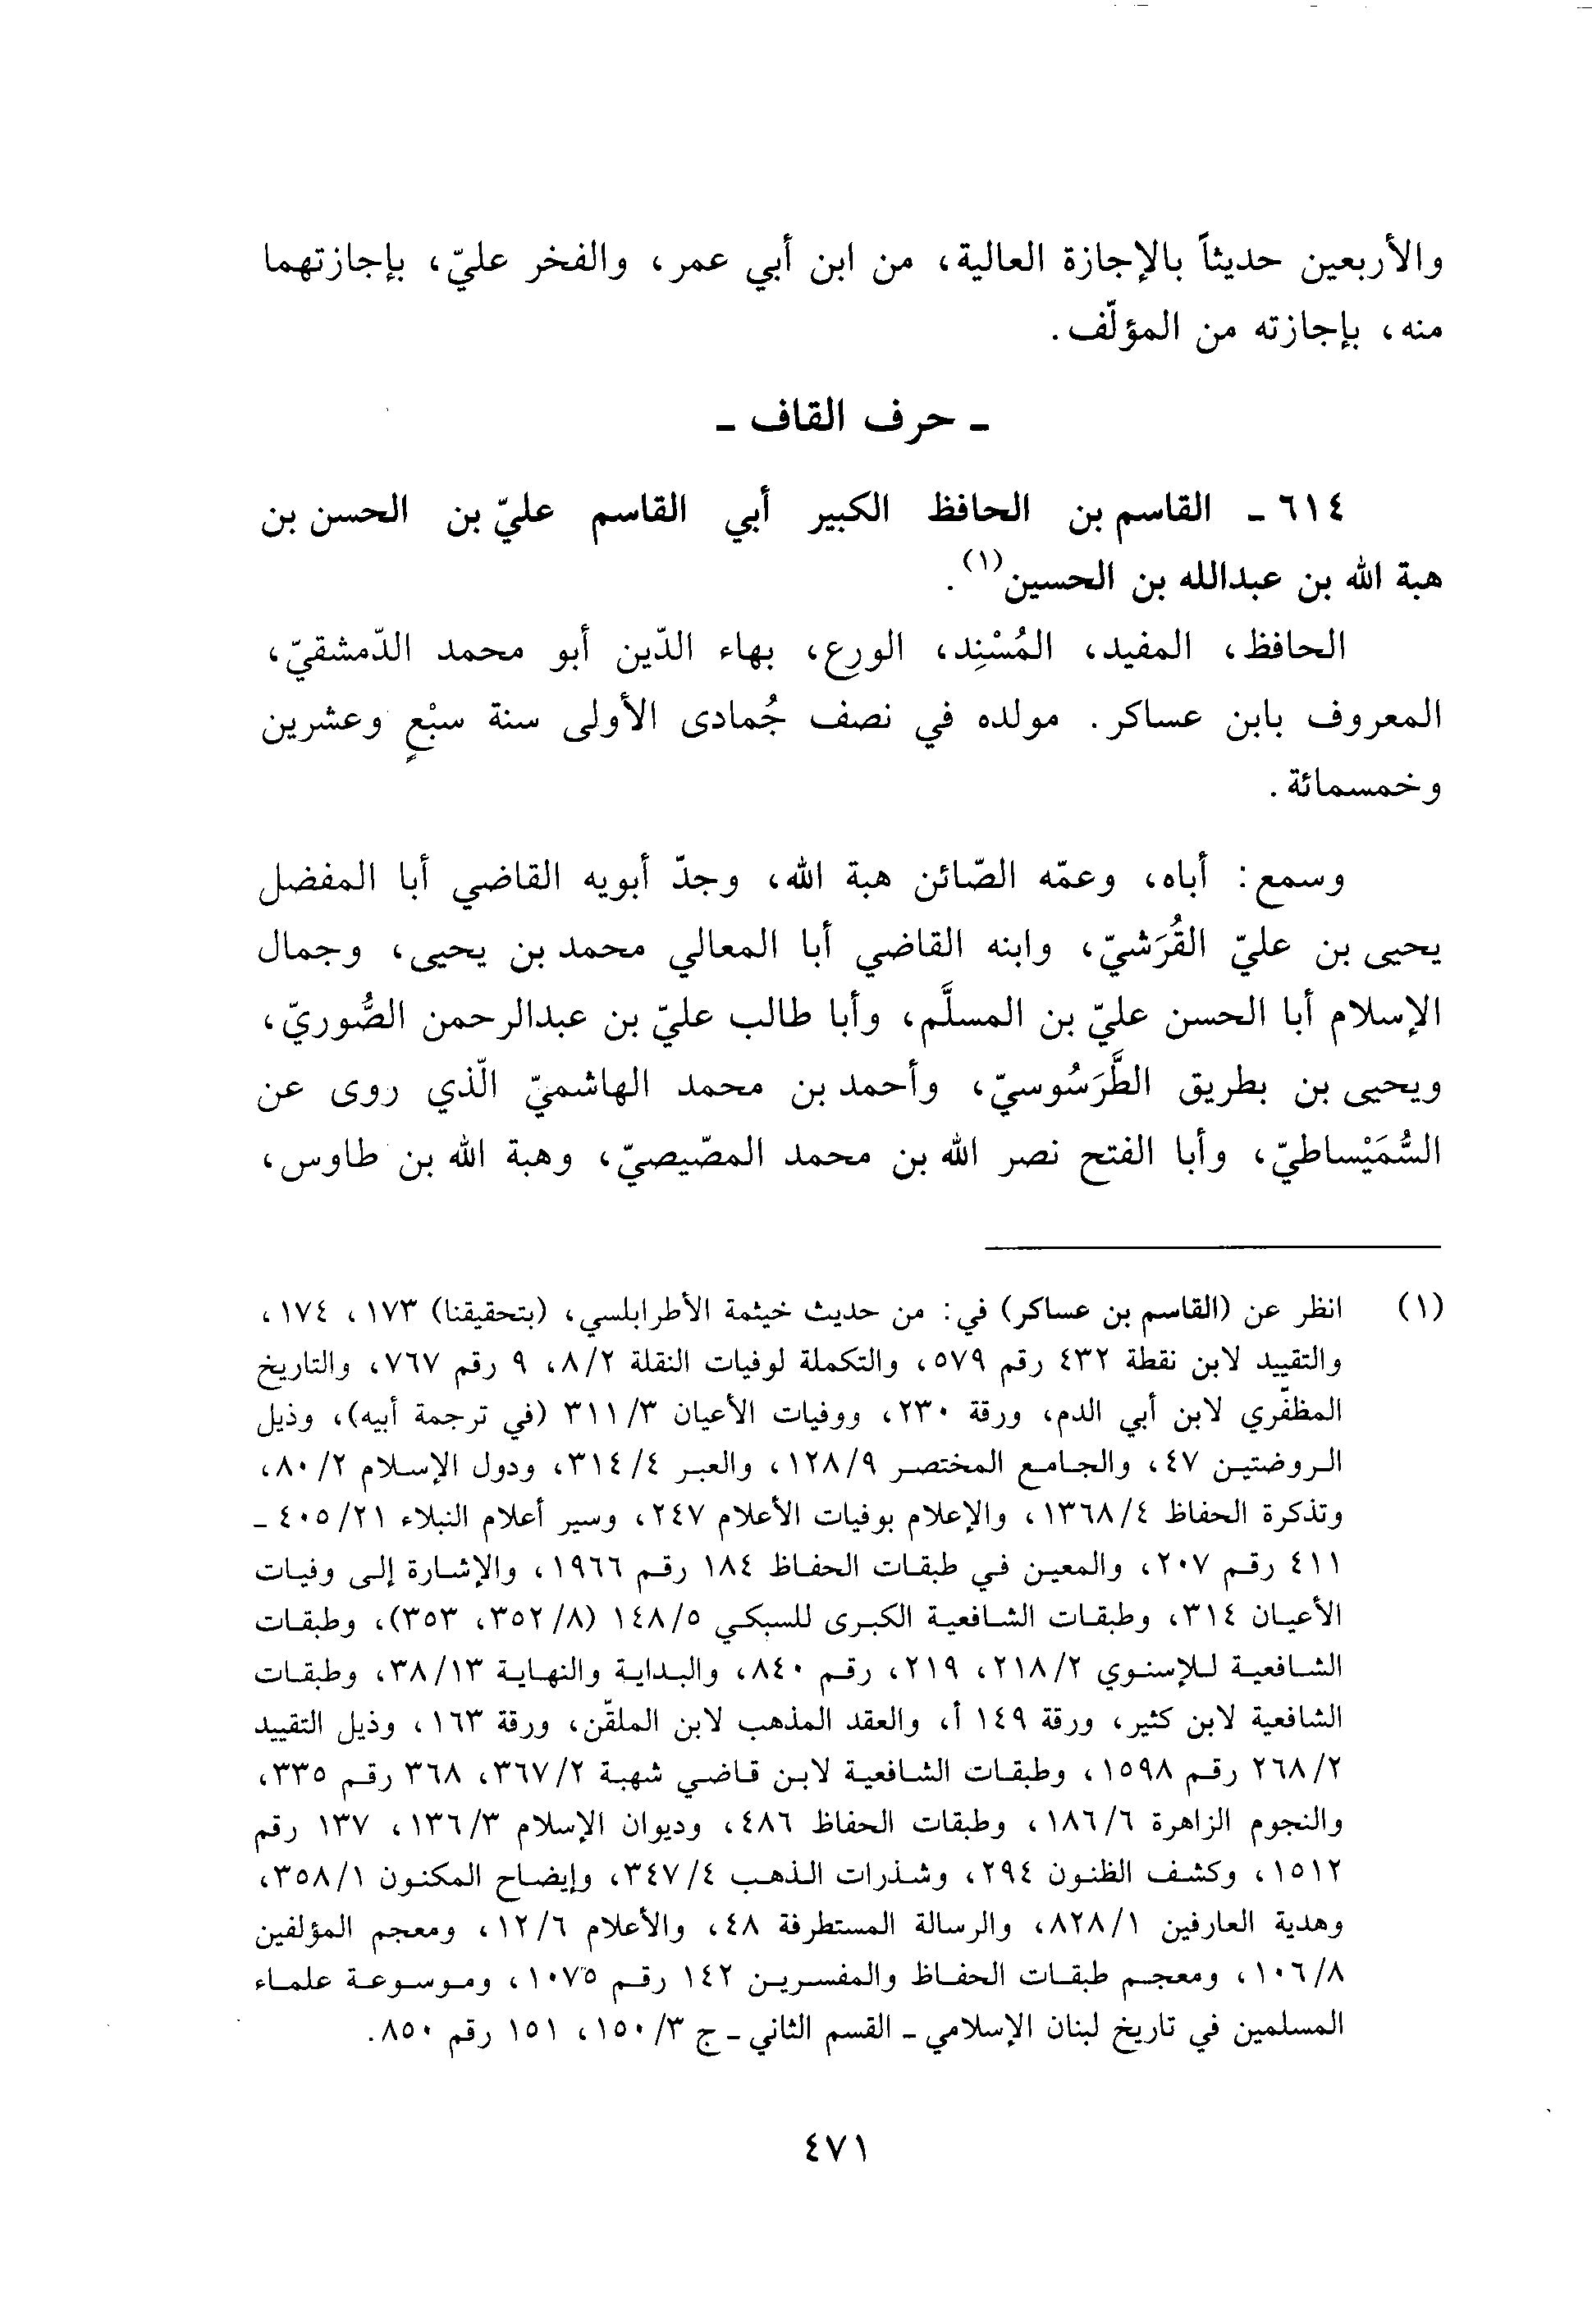 والأربعين حديثاً بالإجازة العالية، من ابن أبي عمر، والفخر عليّ، بإجازتهما
منه، بإجازته من المؤلّف.
ـ حرف القاف ـ
٦١٤ ـ القاسم بن الحافظ الكبير أبي القاسم عليّ بن الحسن بن
هبة الله بن عبدالله بن الحسين(١).
الحافظ، المفيد، المُسْنِد، الورِع، بهاء الدّين أبو محمد الدّمشقيّ،
المعروف بابن عساكر. مولده في نصف جُمادى الأولى سنة سبْعٍ وعشرين
وخمسمائة.
وسمع: أباه، وعمّه الصّائن هبة الله، وجدّ أبويه القاضي أبا المفضل
يحيى بن عليّ القُرَشيّ، وابنه القاضي أبا المعالي محمد بن يحيى، وجمال
الإسلام أبا الحسن عليّ بن المسلَّم، وأبا طالب عليّ بن عبدالرحمن الصُّوريّ،
ويحيى بن بطريق الطَّرَسُوسيّ، وأحمد بن محمد الهاشميّ الّذي روى عن
السُّمَيْساطيّ، وأبا الفتح نصر الله بن محمد المصّيصيّ، وهبة الله بن طاوس،
(١) انظر عن (القاسم بن عساكر) في: من حديث خيثمة الأطرابلسي، (بتحقيقنا) ١٧٣، ١٧٤،
والتقييد لابن نقطة ٤٣٢ رقم ٥٧٩، والتكملة لوفيات النقلة ٨/٢، ٩ رقم ٧٦٧، والتاريخ
المظفّري لابن أبي الدم، ورقة ٢٣٠، ووفيات الأعيان ٣١١/٣ (في ترجمة أبيه)، وذيل
الروضتين ٤٧، والجامع المختصر ١٢٨/٩، والعبر ٣١٤/٤، ودول الإسلام ٨٠/٢،
وتذكرة الحفاظ ١٣٦٨/٤، والإعلام بوفيات الأعلام ٢٤٧، وسير أعلام النبلاء ٤٠٥/٢١ ـ
٤١١ رقم ٢٠٧، والمعين في طبقات الحفاظ ١٨٤ رقم ١٩٦٦، والإشارة إلى وفيات
الأعيان ٣١٤، وطبقات الشافعية الكبرى للسبكي ١٤٨/٥ (٣٥٢/٨، ٣٥٣)، وطبقات
الشافعية للإسنوي ٢١٨/٢، ٢١٩، رقم ٨٤٠، والبداية والنهاية ٣٨/١٣، وطبقات
الشافعية لابن كثير، ورقة ١٤٩ أ، والعقد المذهب لابن الملقّن، ورقة ١٦٣، وذيل التقييد
٢٦٨/٢ رقم ١٥٩٨، وطبقات الشافعية لابن قاضي شهبة ٣٦٧/٢، ٣٦٨ رقم ٣٣٥،
والنجوم الزاهرة ١٨٦/٦، وطبقات الحفاظ ٤٨٦، وديوان الإسلام ١٣٦/٣، ١٣٧ رقم
١٥١٢، وكشف الظنون ٢٩٤، وشذرات الذهب ٣٤٧/٤، وإيضاح المكنون ٣٥٨/١،
وهدية العارفين ٨٢٨/١، والرسالة المستطرفة ٤٨، والأعلام ١٢/٦، ومعجم المؤلفين
١٠٦/٨، ومعجم طبقات الحفاظ والمفسرين ١٤٢ رقم ١٠٧٥، وموسوعة علماء
المسلمين في تاريخ لبنان الإسلامي ـ القسم الثاني ـ ج ١٥٠/٣، ١٥١ رقم ٨٥٠.
٤٧١